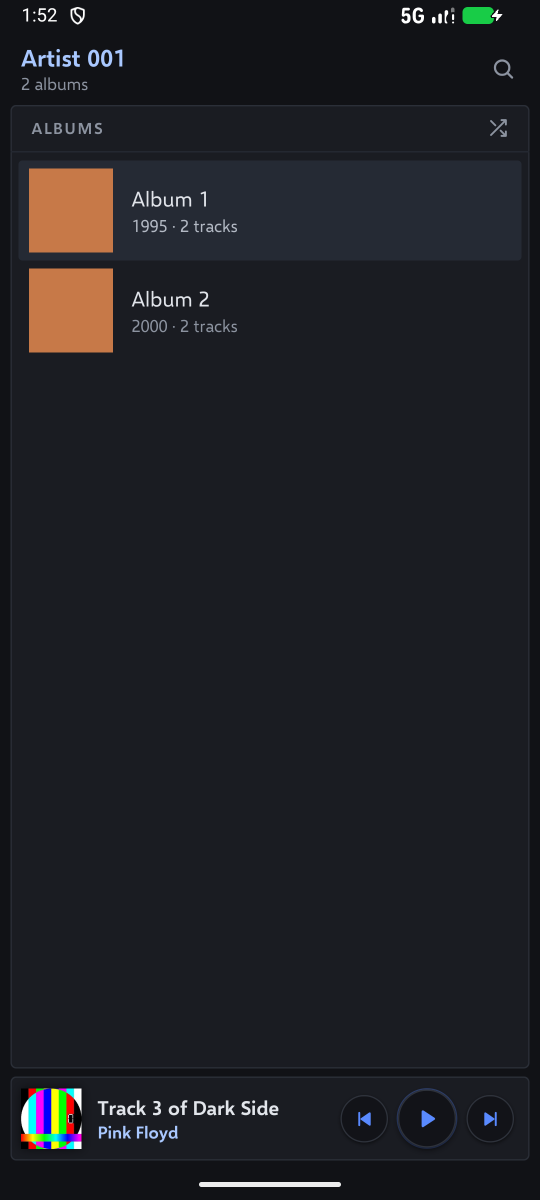 1:52
5G
Artist 001
2 albums
ALBUMS
Album 1
1995 · 2 tracks
Album 2
2000 · 2 tracks
Track 3 of Dark Side
Pink Floyd